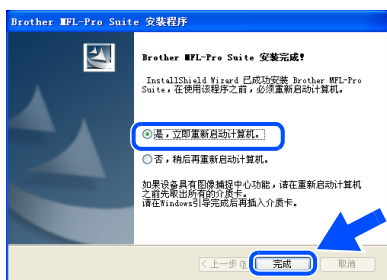 Brother MFL-Pro Suite 安装程序
Brother MFL-Pro Suite 安装完成!
InstallShield Wizard 已成功安装 Brother MFL-Pro
Suite，在使用该程序之前，必须重新启动计算机。
是，立即重新启动计算机。
否，稍后再重新启动计算机。
如果设备具有图像捕捉中心功能，请在重新启动计算机
之前先取出所有的介质卡。
请在Windows引导完成后再插入介质卡。
<上一步(B)
完成
取消